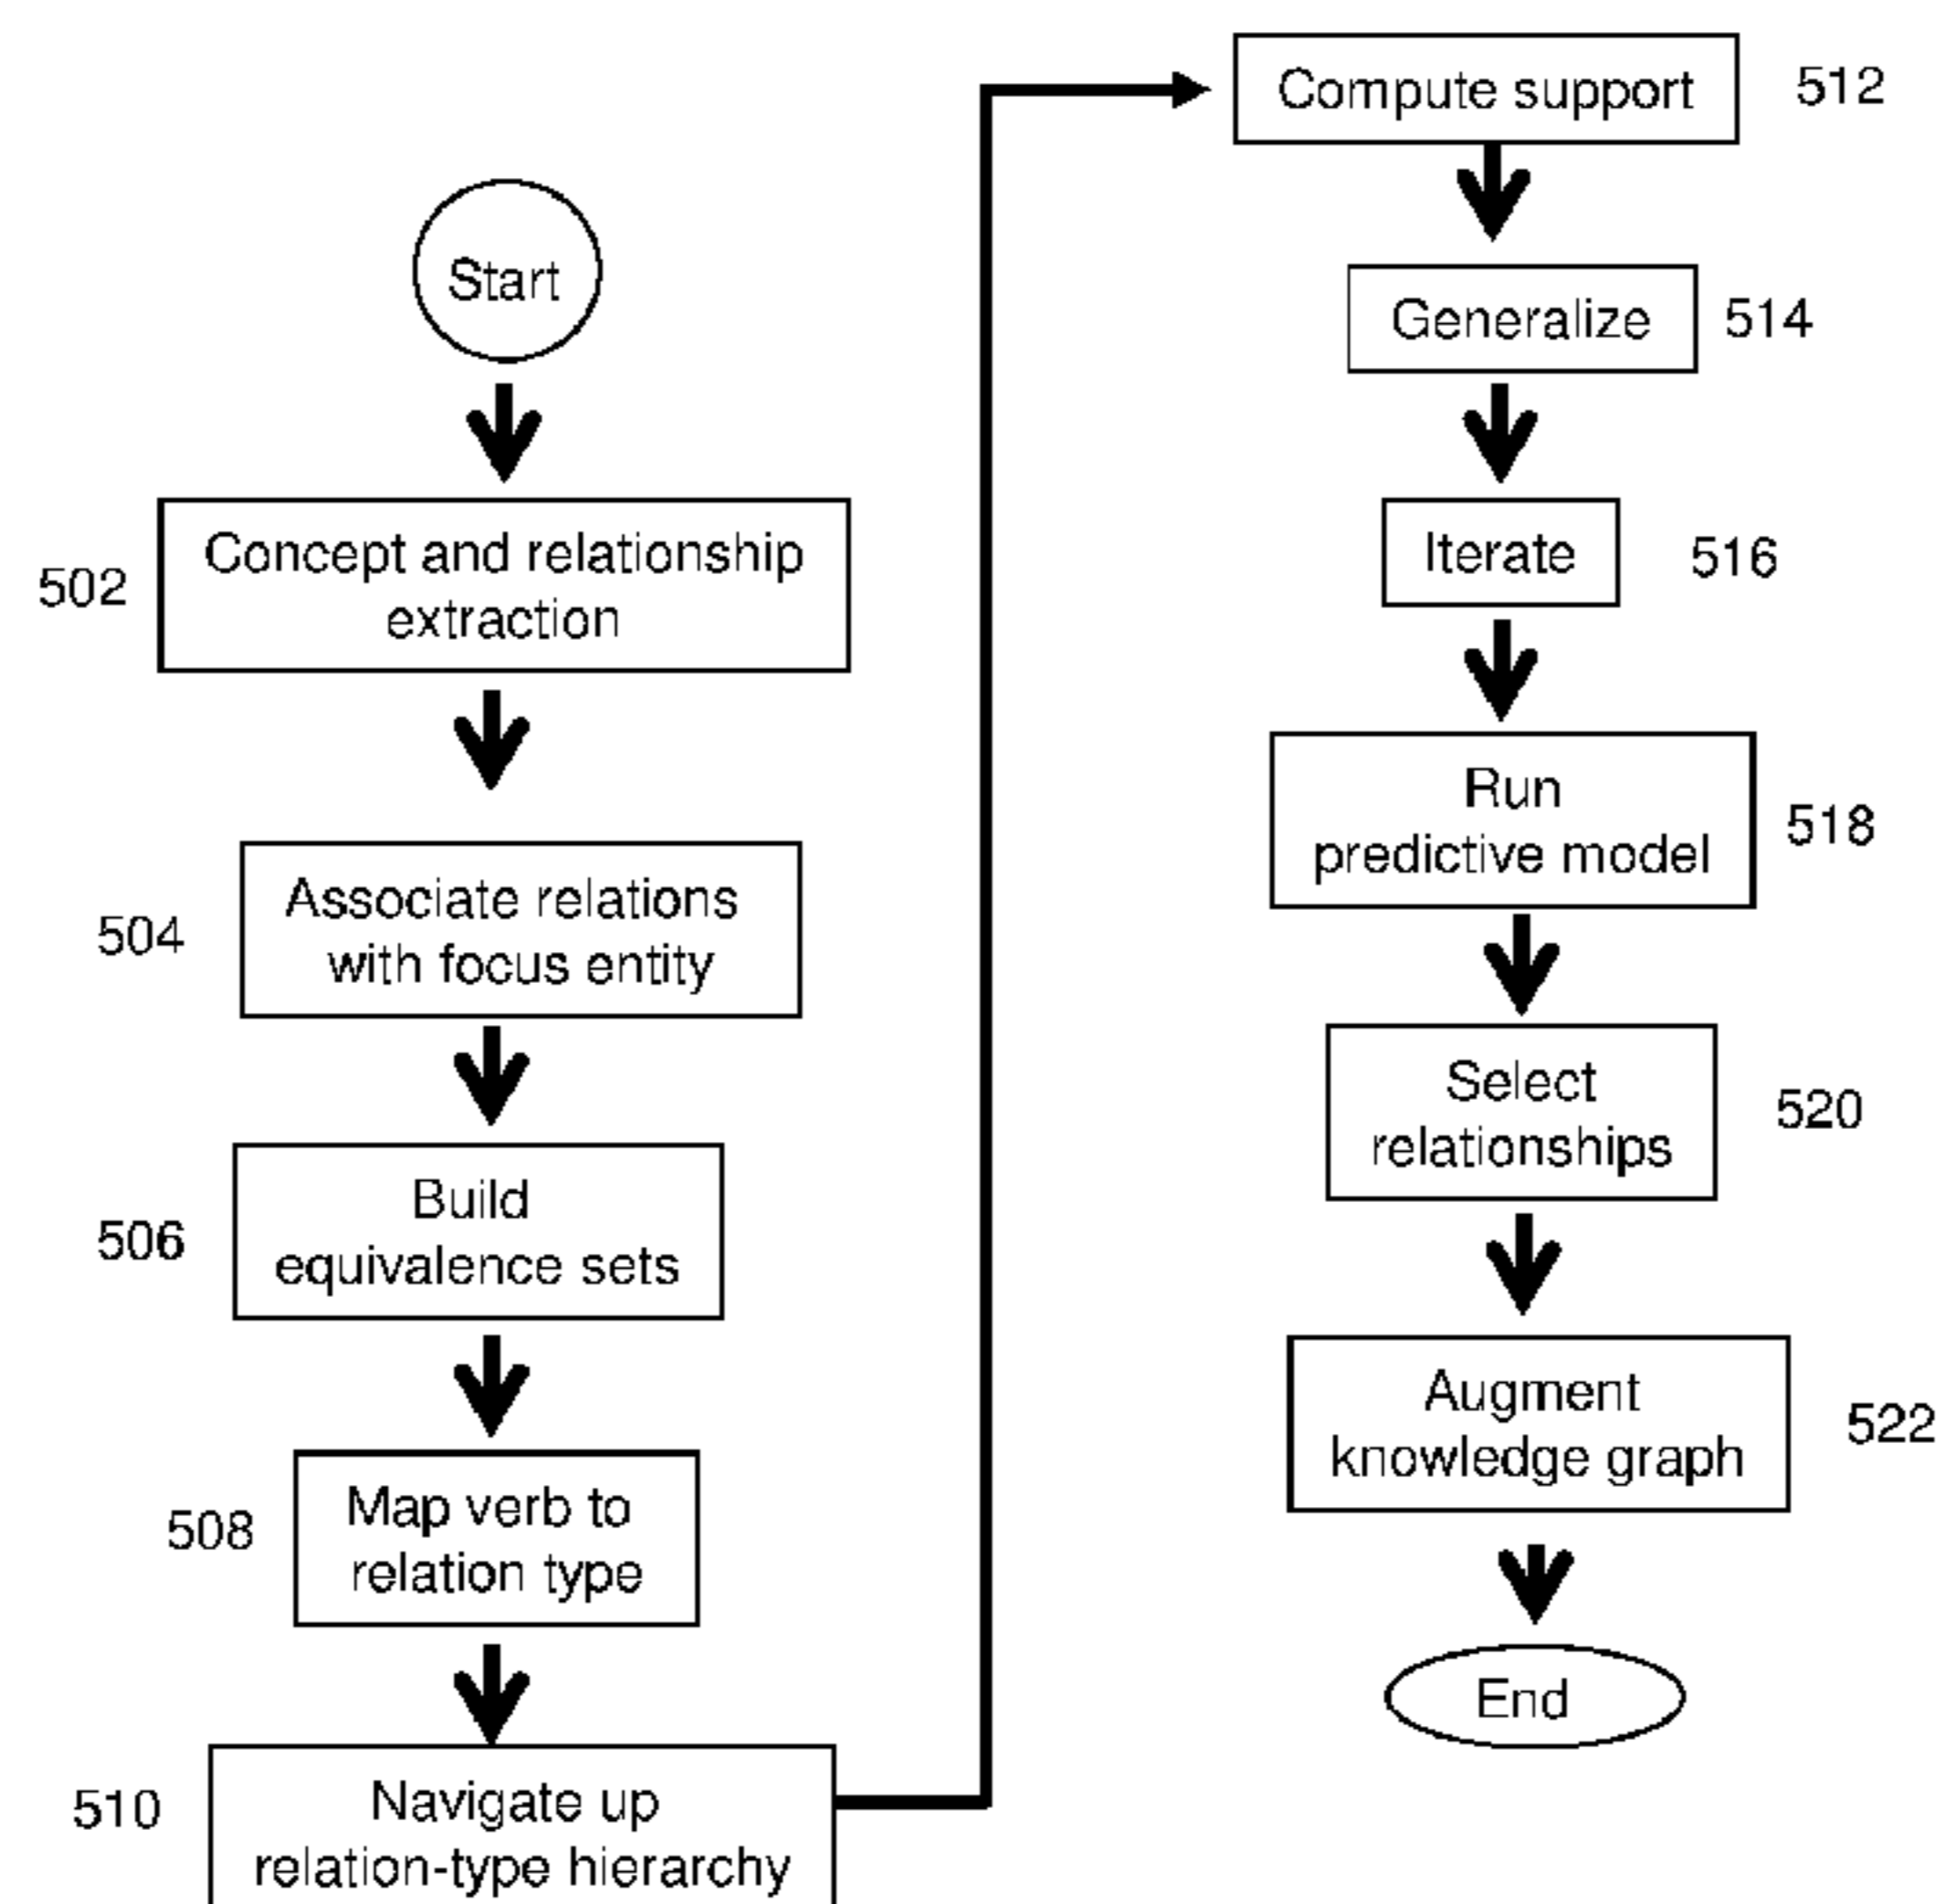 Start
502
Concept and relationship
extraction
504
Associate relations
with focus entity
506
Build
equivalence sets
508
Map verb to
relation type
510
Navigate up
relation-type hierarchy
Compute support
512
Generalize
514
Iterate
516
Run
predictive model
518
Select
relationships
520
Augment
knowledge graph
522
End